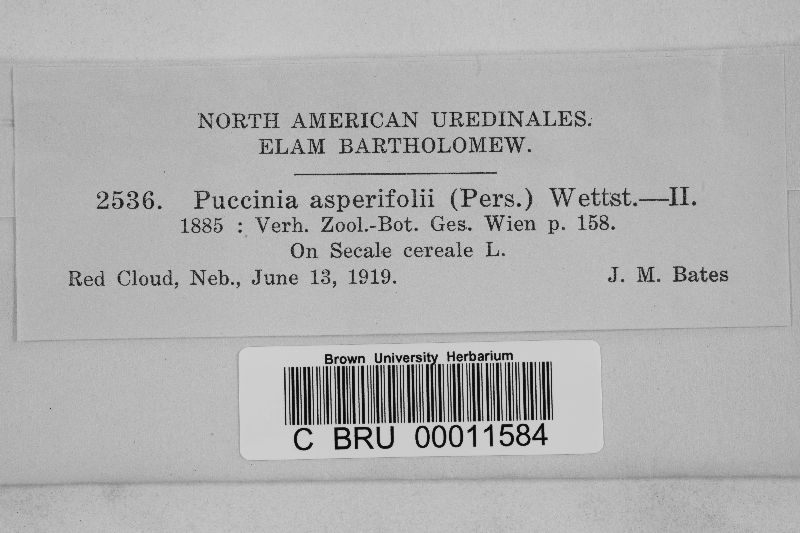 NORTH AMERICAN UREDINALES.
ELAM BARTHOLOMEW.
2536. Puccinia asperifolii (Pers.) Wettst.—II.
1885 : Verh. Zool.-Bot. Ges. Wien p. 158.
On Secale cereale L.
Red Cloud, Neb., June 13, 1919. J. M. Bates
Brown University Herbarium
C BRU 00011584